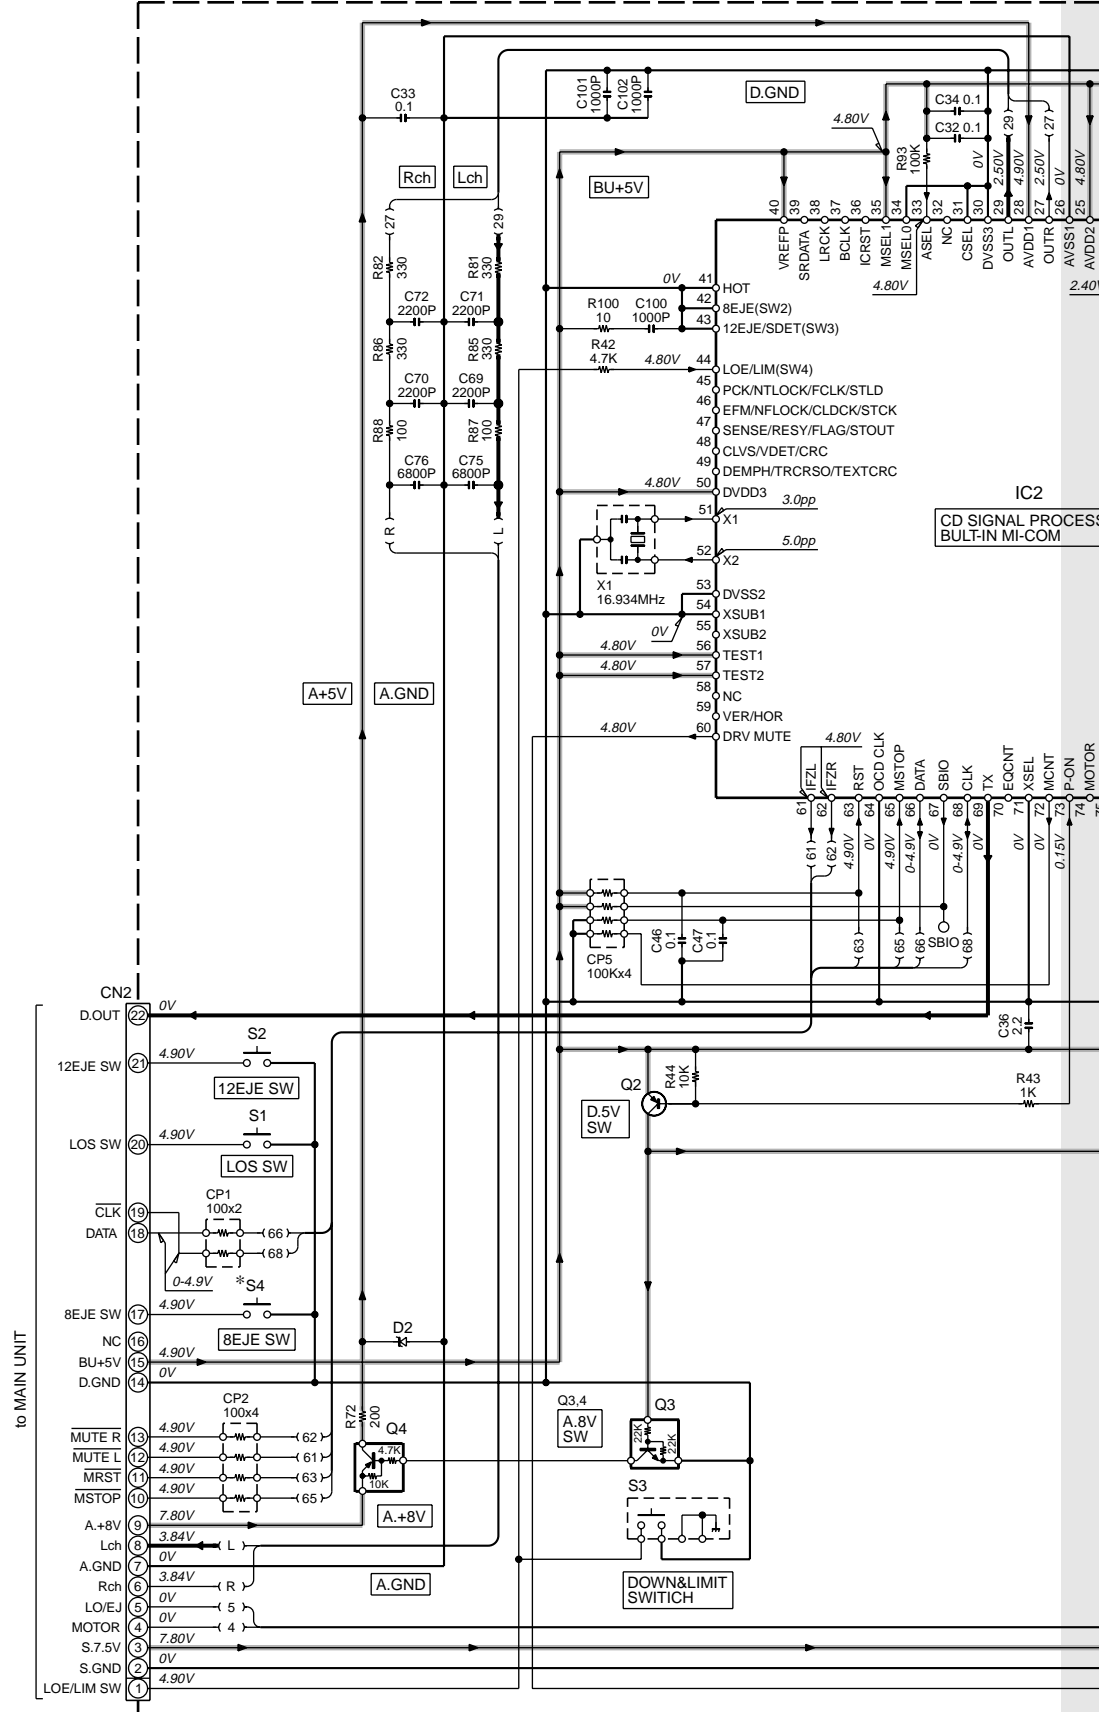 C33
0.1
C101
1000P
C102
1000P
D.GND
C34 0.1
C32 0.1
4.80V
R93
100K
0V
2.50V
29
4.90V
2.50V
27
0V
4.80V
Rch
Lch
BU+5V
27
29
40
39
38
37
36
35
34
33
32
31
30
29
28
27
26
25
VREFP
SRDATA
LRCK
BCLK
ICRST
MSEL1
MSEL0
ASEL
NC
CSEL
DVSS3
OUTL
AVDD1
OUTR
AVSS1
AVDD2
4.80V
2.40V
R82
330
R81
330
C72
2200P
C71
2200P
R86
330
R85
330
C70
2200P
C69
2200P
R88
100
R87
100
C76
6800P
C75
6800P
R
L
0V
R100
10
C100
1000P
R42
4.7K
4.80V
41 HOT
42 8EJE(SW2)
43 12EJE/SDET(SW3)
44 LOE/LIM(SW4)
45 PCK/NTLOCK/FCLK/STLD
46 EFM/NFLOCK/CLDCK/STCK
47 SENSE/RESY/FLAG/STOUT
48 CLVS/VDET/CRC
49 DEMPH/TRCRSO/TEXTCRC
4.80V
50 DVDD3
51 X1
3.0pp
52 X2
5.0pp
X1
16.934MHz
53 DVSS2
54 XSUB1
0V
55 XSUB2
4.80V
56 TEST1
4.80V
57 TEST2
58 NC
59 VER/HOR
4.80V
60 DRV MUTE
IC2
CD SIGNAL PROCESS
BULT-IN MI-COM
A+5V
A.GND
4.80V
IFZL
IFZR
RST
OCD CLK
MSTOP
DATA
SBIO
CLK
TX
EQCNT
XSEL
MCNT
P-ON
MOTOR
61
62
63
64
65
66
67
68
69
70
71
72
73
74
75
61
62
4.90V
0V
4.90V
0-4.9V
0V
0-4.9V
0V
0V
0V
0.15V
CP5
100Kx4
C46
0.1
C47
0.1
63
65
66
SBIO
68
C36
2.2
CN2
D.OUT 22 0V
S2
12EJE SW 21 4.90V
12EJE SW
S1
LOS SW 20 4.90V
LOS SW
CP1
100x2
CLK 19
DATA 18
66
68
0-4.9V
*S4
8EJE SW 17 4.90V
8EJE SW
NC 16
BU+5V 15 4.90V
D.GND 14 0V
D2
Q2
D.5V
SW
R44
10K
R43
1K
to MAIN UNIT
CP2
100x4
MUTE R 13 4.90V
62
MUTE L 12 4.90V
61
MRST 11 4.90V
63
MSTOP 10 4.90V
65
R72
200
Q4
4.7K
10K
A.+8V
Q3,4
A.8V
SW
Q3
22K
22K
S3
DOWN&LIMIT
SWITICH
A.+8V 9 7.80V
Lch 8 3.84V
L
A.GND 7 0V
A.GND
Rch 6 3.84V
R
LO/EJ 5 0V
5
MOTOR 4 0V
4
S.7.5V 3 7.80V
S.GND 2 0V
LOE/LIM SW 1 4.90V